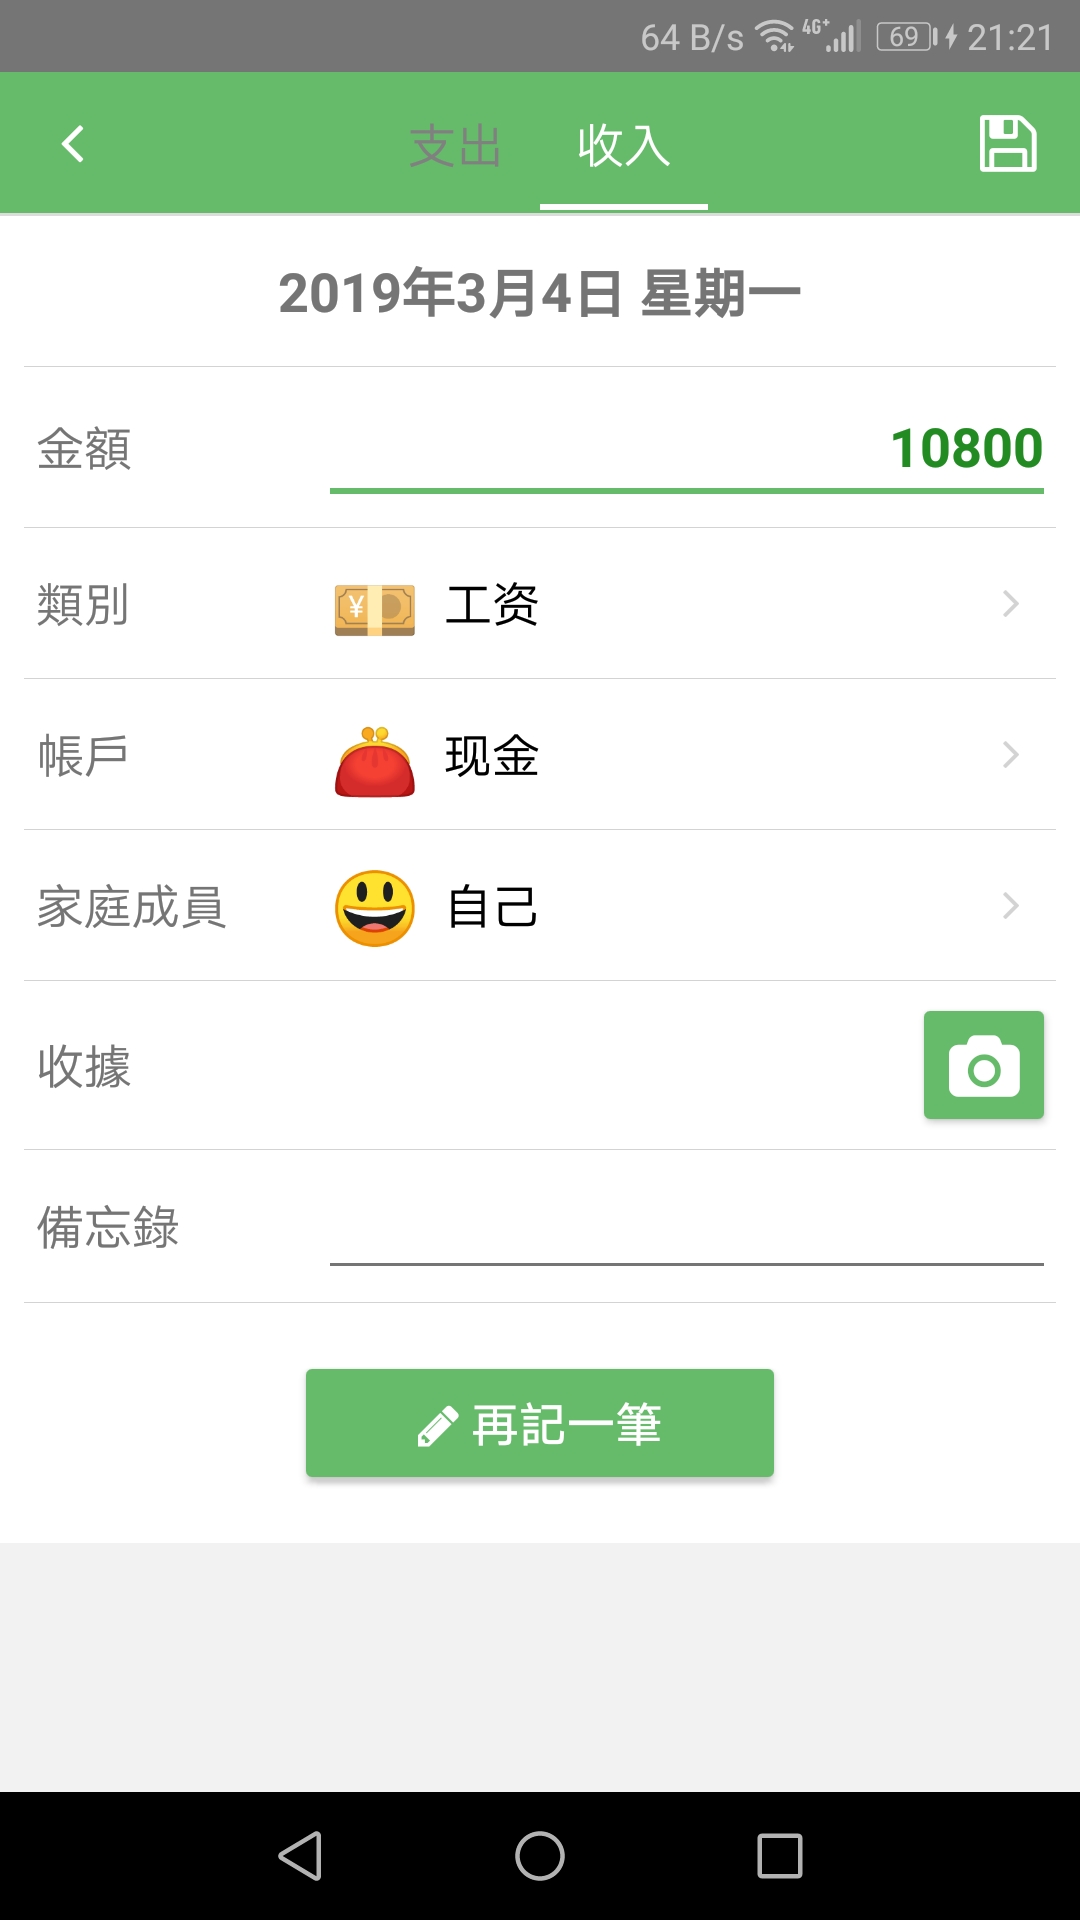 64 B/s 4G+ 69 21:21
支出 收入
2019年3月4日 星期一
金額 10800
類別 工资
帳戶 现金
家庭成員 自己
收據
備忘錄
再記一筆